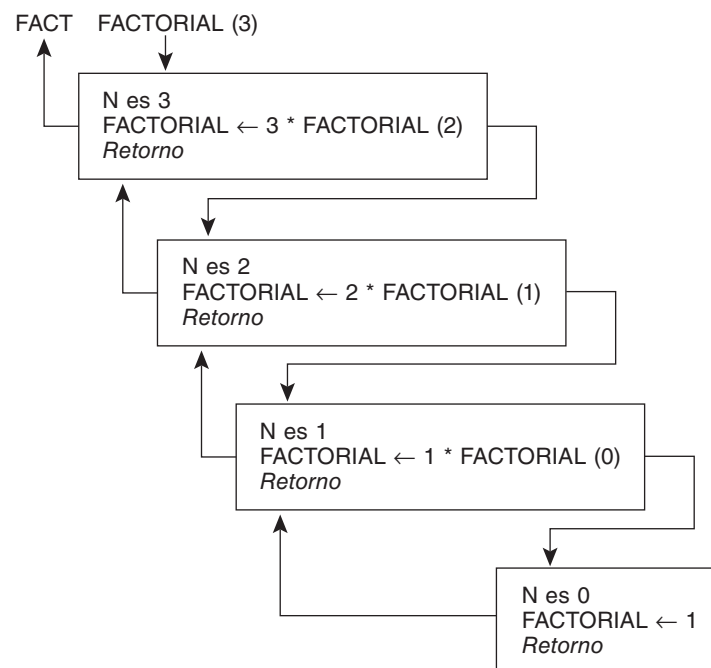 FACT FACTORIAL (3)
N es 3
FACTORIAL ← 3 * FACTORIAL (2)
Retorno
N es 2
FACTORIAL ← 2 * FACTORIAL (1)
Retorno
N es 1
FACTORIAL ← 1 * FACTORIAL (0)
Retorno
N es 0
FACTORIAL ← 1
Retorno